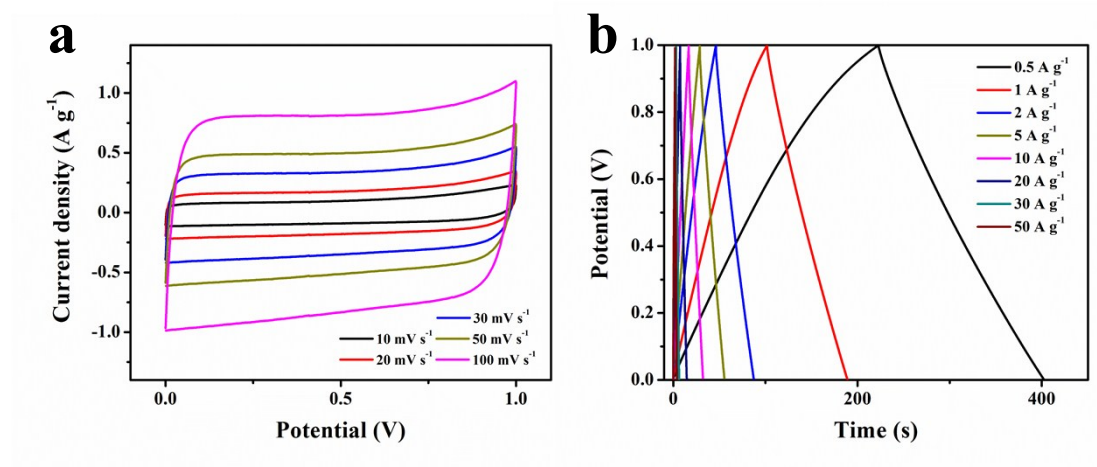 a
Current density (A g⁻¹)
1.0
0.5
0.0
-0.5
-1.0
30 mV s⁻¹
10 mV s⁻¹ 50 mV s⁻¹
20 mV s⁻¹ 100 mV s⁻¹
0.0 0.5 1.0
Potential (V)
b
Potential (V)
1.0
0.8
0.6
0.4
0.2
0.0
0.5 A g⁻¹
1 A g⁻¹
2 A g⁻¹
5 A g⁻¹
10 A g⁻¹
20 A g⁻¹
30 A g⁻¹
50 A g⁻¹
0 200 400
Time (s)